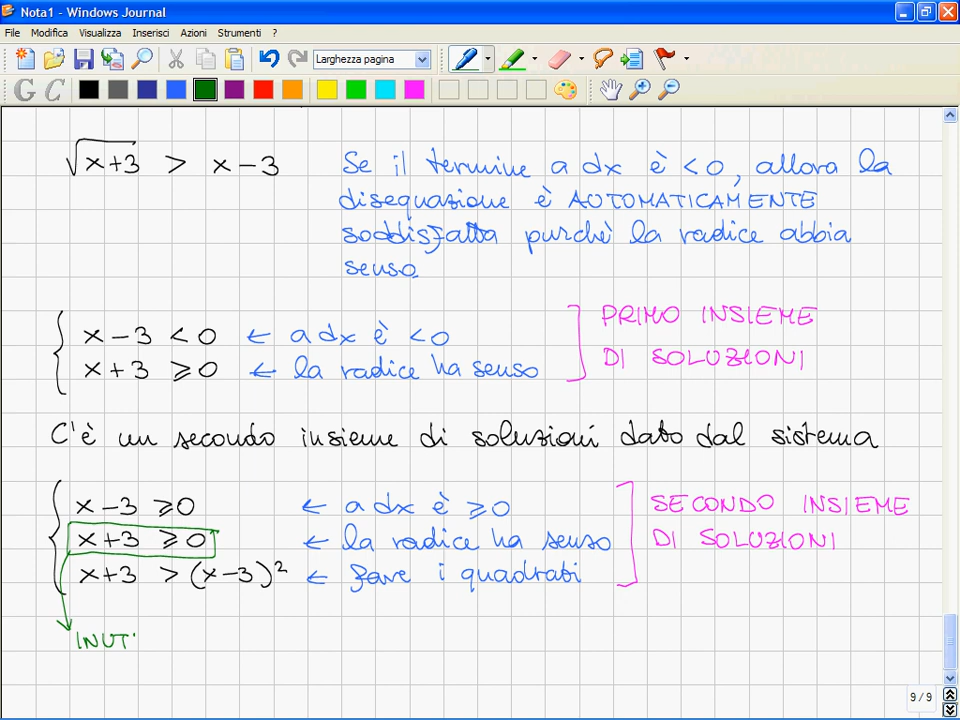 Nota1 - Windows Journal
File Modifica Visualizza Inserisci Azioni Strumenti ?
Larghezza pagina
√x+3 > x-3 Se il termine a dx è <0, allora la
disequazione è AUTOMATICAMENTE
soddisfatta purchè la radice abbia
senso
x-3 < 0 ← a dx è <0
x+3 ⩾0 ← la radice ha senso
PRIMO INSIEME
DI SOLUZIONI
C'è un secondo insieme di soluzioni dato dal sistema
x-3 ⩾0 ← a dx è ⩾0
x+3 ⩾0 ← la radice ha senso
x+3 > (x-3)² ← fare i quadrati
SECONDO INSIEME
DI SOLUZIONI
INUT
9 / 9